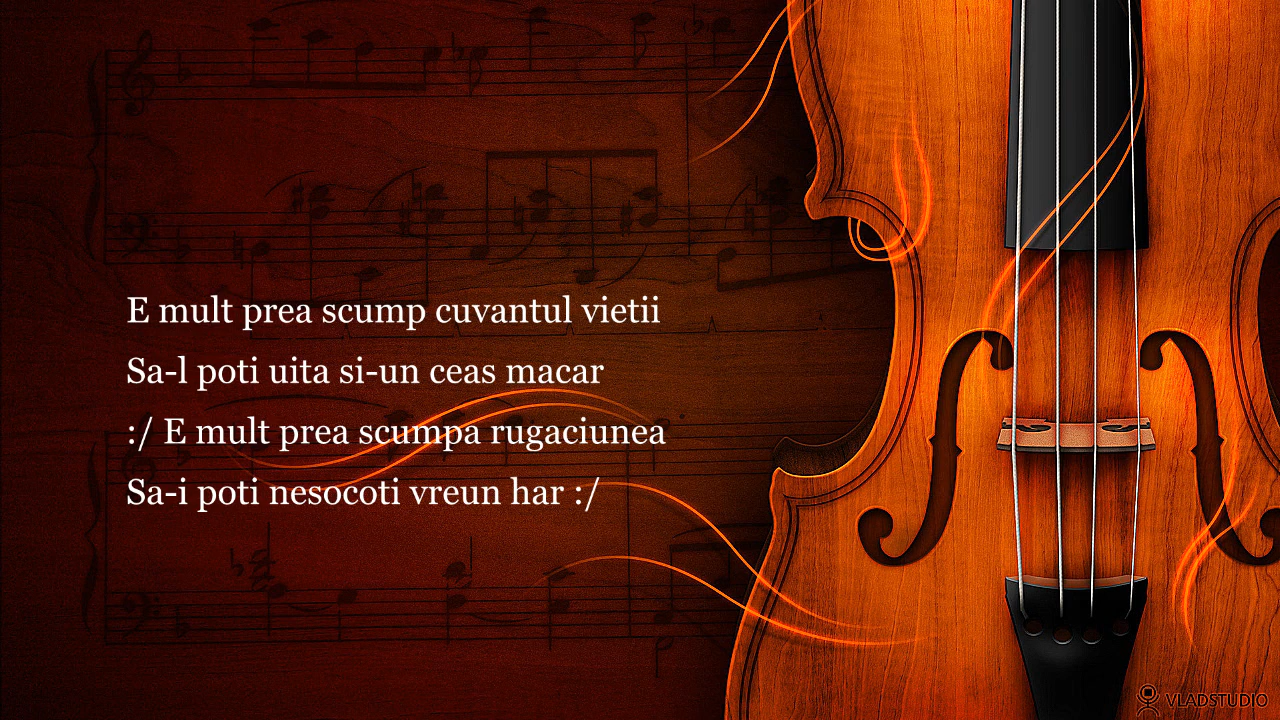 E mult prea scump cuvantul vietii
Sa-l poti uita si-un ceas macar
:/ E mult prea scumpa rugaciunea
Sa-i poti nesocoti vreun har :/
VLADSTUDIO